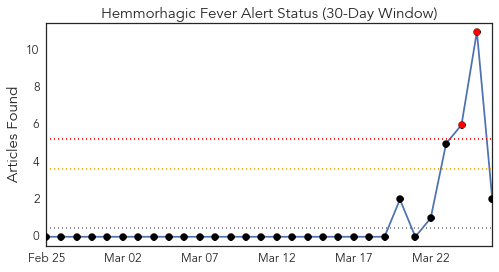 Hemmorhagic Fever Alert Status (30-Day Window)
Articles Found
10
8
6
4
2
0
Feb 25 Mar 02 Mar 07 Mar 12 Mar 17 Mar 22